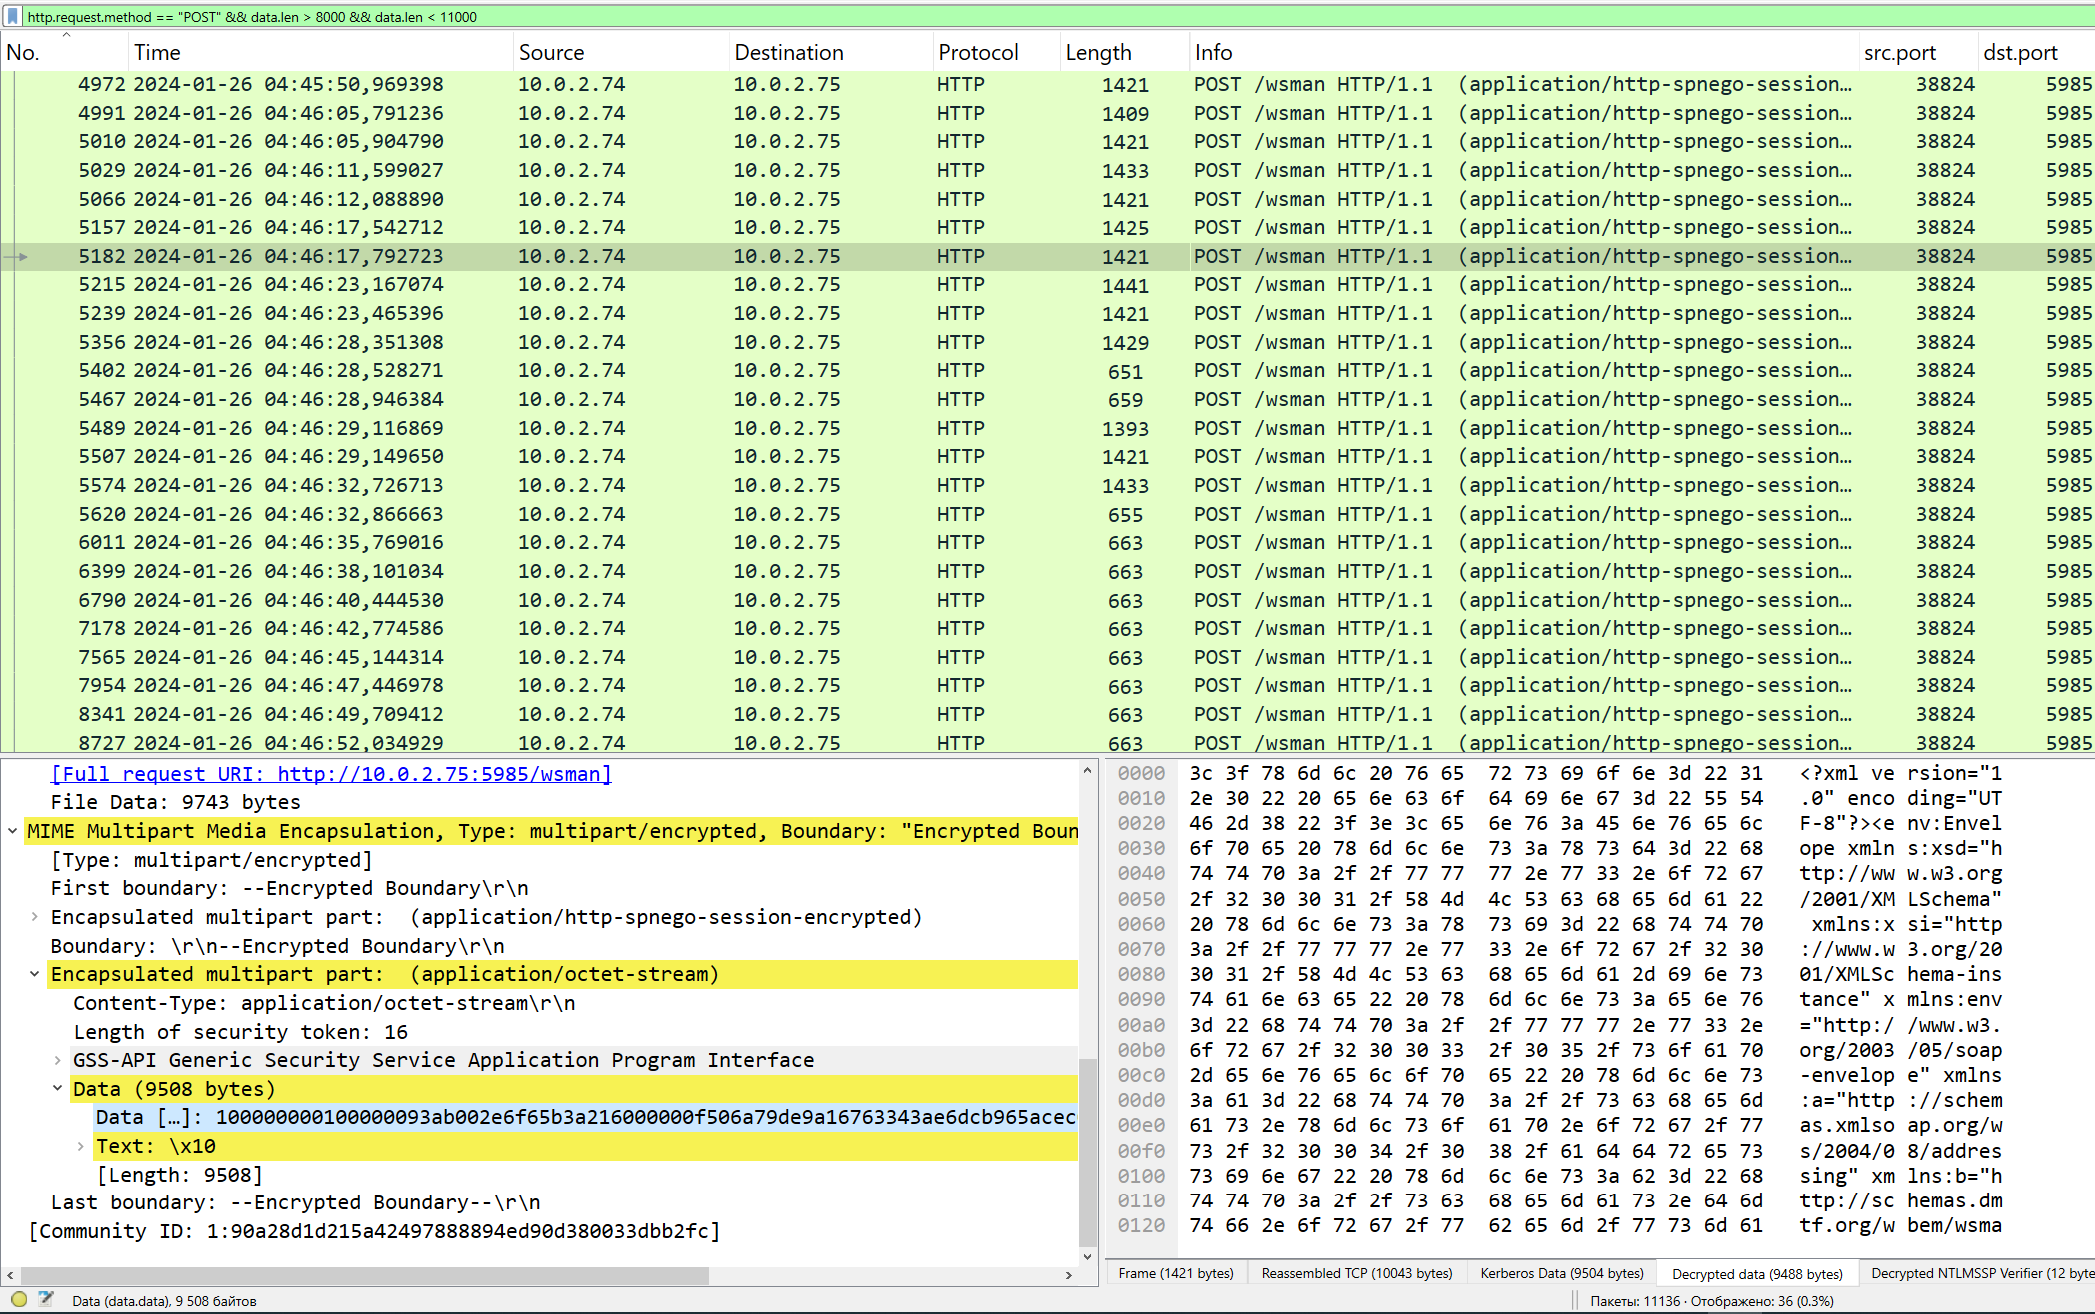 http.request.method == "POST" && data.len > 8000 && data.len < 11000
No. Time Source Destination Protocol Length Info src.port dst.port
4972 2024-01-26 04:45:50,969398 10.0.2.74 10.0.2.75 HTTP 1421 POST /wsman HTTP/1.1 (application/http-spnego-session… 38824 5985
4991 2024-01-26 04:46:05,791236 10.0.2.74 10.0.2.75 HTTP 1409 POST /wsman HTTP/1.1 (application/http-spnego-session… 38824 5985
5010 2024-01-26 04:46:05,904790 10.0.2.74 10.0.2.75 HTTP 1421 POST /wsman HTTP/1.1 (application/http-spnego-session… 38824 5985
5029 2024-01-26 04:46:11,599027 10.0.2.74 10.0.2.75 HTTP 1433 POST /wsman HTTP/1.1 (application/http-spnego-session… 38824 5985
5066 2024-01-26 04:46:12,088890 10.0.2.74 10.0.2.75 HTTP 1421 POST /wsman HTTP/1.1 (application/http-spnego-session… 38824 5985
5157 2024-01-26 04:46:17,542712 10.0.2.74 10.0.2.75 HTTP 1425 POST /wsman HTTP/1.1 (application/http-spnego-session… 38824 5985
5182 2024-01-26 04:46:17,792723 10.0.2.74 10.0.2.75 HTTP 1421 POST /wsman HTTP/1.1 (application/http-spnego-session… 38824 5985
5215 2024-01-26 04:46:23,167074 10.0.2.74 10.0.2.75 HTTP 1441 POST /wsman HTTP/1.1 (application/http-spnego-session… 38824 5985
5239 2024-01-26 04:46:23,465396 10.0.2.74 10.0.2.75 HTTP 1421 POST /wsman HTTP/1.1 (application/http-spnego-session… 38824 5985
5356 2024-01-26 04:46:28,351308 10.0.2.74 10.0.2.75 HTTP 1429 POST /wsman HTTP/1.1 (application/http-spnego-session… 38824 5985
5402 2024-01-26 04:46:28,528271 10.0.2.74 10.0.2.75 HTTP 651 POST /wsman HTTP/1.1 (application/http-spnego-session… 38824 5985
5467 2024-01-26 04:46:28,946384 10.0.2.74 10.0.2.75 HTTP 659 POST /wsman HTTP/1.1 (application/http-spnego-session… 38824 5985
5489 2024-01-26 04:46:29,116869 10.0.2.74 10.0.2.75 HTTP 1393 POST /wsman HTTP/1.1 (application/http-spnego-session… 38824 5985
5507 2024-01-26 04:46:29,149650 10.0.2.74 10.0.2.75 HTTP 1421 POST /wsman HTTP/1.1 (application/http-spnego-session… 38824 5985
5574 2024-01-26 04:46:32,726713 10.0.2.74 10.0.2.75 HTTP 1433 POST /wsman HTTP/1.1 (application/http-spnego-session… 38824 5985
5620 2024-01-26 04:46:32,866663 10.0.2.74 10.0.2.75 HTTP 655 POST /wsman HTTP/1.1 (application/http-spnego-session… 38824 5985
6011 2024-01-26 04:46:35,769016 10.0.2.74 10.0.2.75 HTTP 663 POST /wsman HTTP/1.1 (application/http-spnego-session… 38824 5985
6399 2024-01-26 04:46:38,101034 10.0.2.74 10.0.2.75 HTTP 663 POST /wsman HTTP/1.1 (application/http-spnego-session… 38824 5985
6790 2024-01-26 04:46:40,444530 10.0.2.74 10.0.2.75 HTTP 663 POST /wsman HTTP/1.1 (application/http-spnego-session… 38824 5985
7178 2024-01-26 04:46:42,774586 10.0.2.74 10.0.2.75 HTTP 663 POST /wsman HTTP/1.1 (application/http-spnego-session… 38824 5985
7565 2024-01-26 04:46:45,144314 10.0.2.74 10.0.2.75 HTTP 663 POST /wsman HTTP/1.1 (application/http-spnego-session… 38824 5985
7954 2024-01-26 04:46:47,446978 10.0.2.74 10.0.2.75 HTTP 663 POST /wsman HTTP/1.1 (application/http-spnego-session… 38824 5985
8341 2024-01-26 04:46:49,709412 10.0.2.74 10.0.2.75 HTTP 663 POST /wsman HTTP/1.1 (application/http-spnego-session… 38824 5985
8727 2024-01-26 04:46:52,034929 10.0.2.74 10.0.2.75 HTTP 663 POST /wsman HTTP/1.1 (application/http-spnego-session… 38824 5985
[Full request URI: http://10.0.2.75:5985/wsman]
File Data: 9743 bytes
MIME Multipart Media Encapsulation, Type: multipart/encrypted, Boundary: "Encrypted Boun
[Type: multipart/encrypted]
First boundary: --Encrypted Boundary\r\n
Encapsulated multipart part:  (application/http-spnego-session-encrypted)
Boundary: \r\n--Encrypted Boundary\r\n
Encapsulated multipart part:  (application/octet-stream)
Content-Type: application/octet-stream\r\n
Length of security token: 16
GSS-API Generic Security Service Application Program Interface
Data (9508 bytes)
Data […]: 100000000100000093ab002e6f65b3a216000000f506a79de9a16763343ae6dcb965acec
Text: \x10
[Length: 9508]
Last boundary: --Encrypted Boundary--\r\n
[Community ID: 1:90a28d1d215a42497888894ed90d380033dbb2fc]
0000 3c 3f 78 6d 6c 20 76 65 72 73 69 6f 6e 3d 22 31 <?xml ve rsion="1
0010 2e 30 22 20 65 6e 63 6f 64 69 6e 67 3d 22 55 54 .0" enco ding="UT
0020 46 2d 38 22 3f 3e 3c 65 6e 76 3a 45 6e 76 65 6c F-8"?><e nv:Envel
0030 6f 70 65 20 78 6d 6c 6e 73 3a 78 73 64 3d 22 68 ope xmln s:xsd="h
0040 74 74 70 3a 2f 2f 77 77 77 2e 77 33 2e 6f 72 67 ttp://ww w.w3.org
0050 2f 32 30 30 31 2f 58 4d 4c 53 63 68 65 6d 61 22 /2001/XM LSchema"
0060 20 78 6d 6c 6e 73 3a 78 73 69 3d 22 68 74 74 70 xmlns:x si="http
0070 3a 2f 2f 77 77 77 2e 77 33 2e 6f 72 67 2f 32 30 ://www.w 3.org/20
0080 30 31 2f 58 4d 4c 53 63 68 65 6d 61 2d 69 6e 73 01/XMLSc hema-ins
0090 74 61 6e 63 65 22 20 78 6d 6c 6e 73 3a 65 6e 76 tance" x mlns:env
00a0 3d 22 68 74 74 70 3a 2f 2f 77 77 77 2e 77 33 2e ="http:/ /www.w3.
00b0 6f 72 67 2f 32 30 30 33 2f 30 35 2f 73 6f 61 70 org/2003 /05/soap
00c0 2d 65 6e 76 65 6c 6f 70 65 22 20 78 6d 6c 6e 73 -envelop e" xmlns
00d0 3a 61 3d 22 68 74 74 70 3a 2f 2f 73 63 68 65 6d :a="http ://schem
00e0 61 73 2e 78 6d 6c 73 6f 61 70 2e 6f 72 67 2f 77 as.xmlso ap.org/w
00f0 73 2f 32 30 30 34 2f 30 38 2f 61 64 64 72 65 73 s/2004/0 8/addres
0100 73 69 6e 67 22 20 78 6d 6c 6e 73 3a 62 3d 22 68 sing" xm lns:b="h
0110 74 74 70 3a 2f 2f 73 63 68 65 6d 61 73 2e 64 6d ttp://sc hemas.dm
0120 74 66 2e 6f 72 67 2f 77 62 65 6d 2f 77 73 6d 61 tf.org/w bem/wsma
Frame (1421 bytes) Reassembled TCP (10043 bytes) Kerberos Data (9504 bytes) Decrypted data (9488 bytes) Decrypted NTLMSSP Verifier (12 byte
Data (data.data), 9 508 байтов Пакеты: 11136 · Отображено: 36 (0.3%)